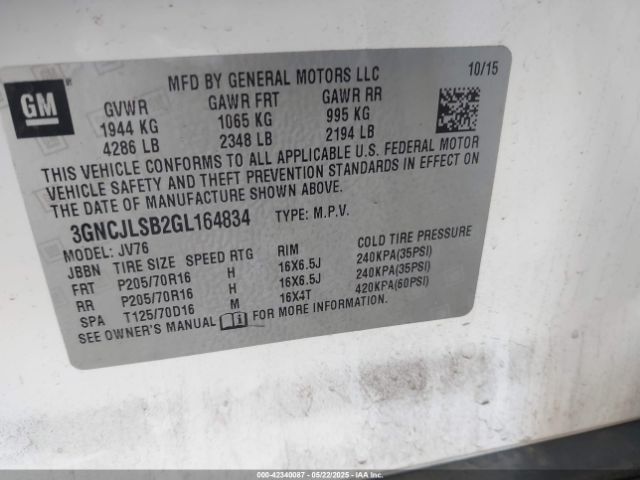 GM
MFD BY GENERAL MOTORS LLC 10/15
GVWR GAWR FRT GAWR RR
1944 KG 1065 KG 995 KG
4286 LB 2348 LB 2194 LB
THIS VEHICLE CONFORMS TO ALL APPLICABLE U.S. FEDERAL MOTOR
VEHICLE SAFETY AND THEFT PREVENTION STANDARDS IN EFFECT ON
THE DATE OF MANUFACTURE SHOWN ABOVE.
3GNCJLSB2GL164834 TYPE: M.P.V.
MODEL: JV76
JBBN TIRE SIZE SPEED RTG RIM COLD TIRE PRESSURE
FRT P205/70R16 H 16X6.5J 240KPA(35PSI)
RR P205/70R16 H 16X6.5J 240KPA(35PSI)
SPA T125/70D16 M 16X4T 420KPA(60PSI)
SEE OWNER'S MANUAL FOR MORE INFORMATION.
000-42340087 - 05/22/2025 - IAAI.COM